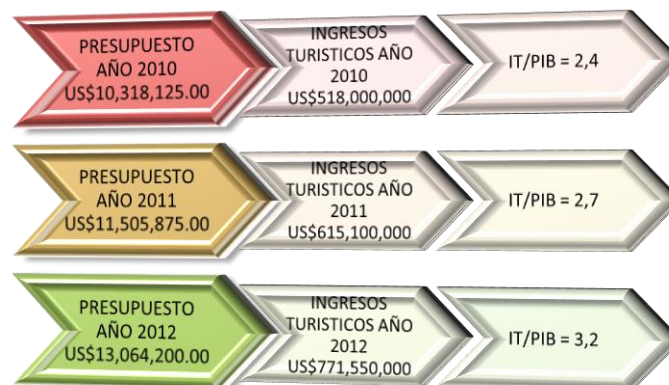 PRESUPUESTO
AÑO 2010
US$10,318,125.00
INGRESOS
TURISTICOS AÑO
2010
US$518,000,000
IT/PIB = 2,4
PRESUPUESTO
AÑO 2011
US$11,505,875.00
INGRESOS
TURISTICOS AÑO
2011
US$615,100,000
IT/PIB = 2,7
PRESUPUESTO
AÑO 2012
US$13,064,200.00
INGRESOS
TURISTICOS AÑO
2012
US$771,550,000
IT/PIB = 3,2